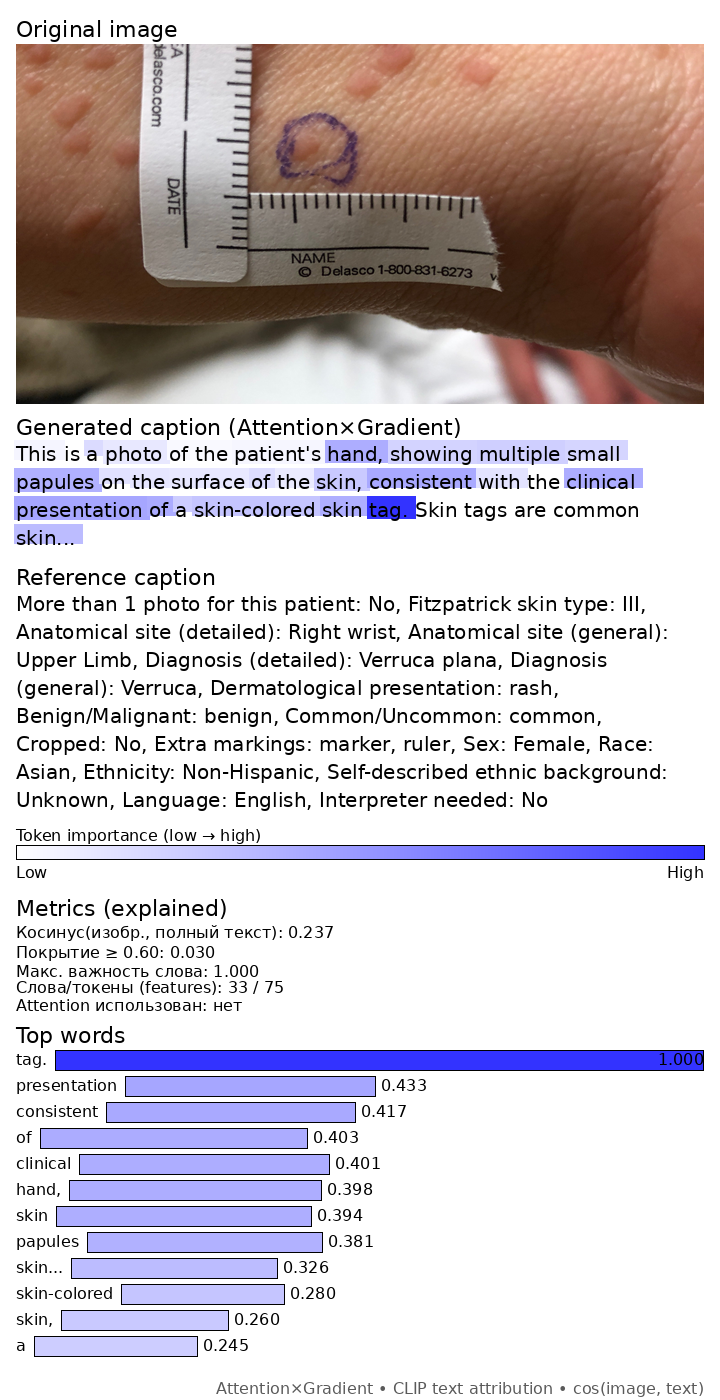 Original image
SA
delasco.com
DATE
NAME
© Delasco 1-800-831-6273
Generated caption (Attention×Gradient)
This is a photo of the patient's hand, showing multiple small
papules on the surface of the skin, consistent with the clinical
presentation of a skin-colored skin tag. Skin tags are common
skin...
Reference caption
More than 1 photo for this patient: No, Fitzpatrick skin type: III,
Anatomical site (detailed): Right wrist, Anatomical site (general):
Upper Limb, Diagnosis (detailed): Verruca plana, Diagnosis
(general): Verruca, Dermatological presentation: rash,
Benign/Malignant: benign, Common/Uncommon: common,
Cropped: No, Extra markings: marker, ruler, Sex: Female, Race:
Asian, Ethnicity: Non-Hispanic, Self-described ethnic background:
Unknown, Language: English, Interpreter needed: No
Token importance (low → high)
Low High
Metrics (explained)
Косинус(изобр., полный текст): 0.237
Покрытие ≥ 0.60: 0.030
Макс. важность слова: 1.000
Слова/токены (features): 33 / 75
Attention использован: нет
Top words
tag. 1.000
presentation 0.433
consistent 0.417
of 0.403
clinical 0.401
hand, 0.398
skin 0.394
papules 0.381
skin... 0.326
skin-colored 0.280
skin, 0.260
a 0.245
Attention×Gradient • CLIP text attribution • cos(image, text)